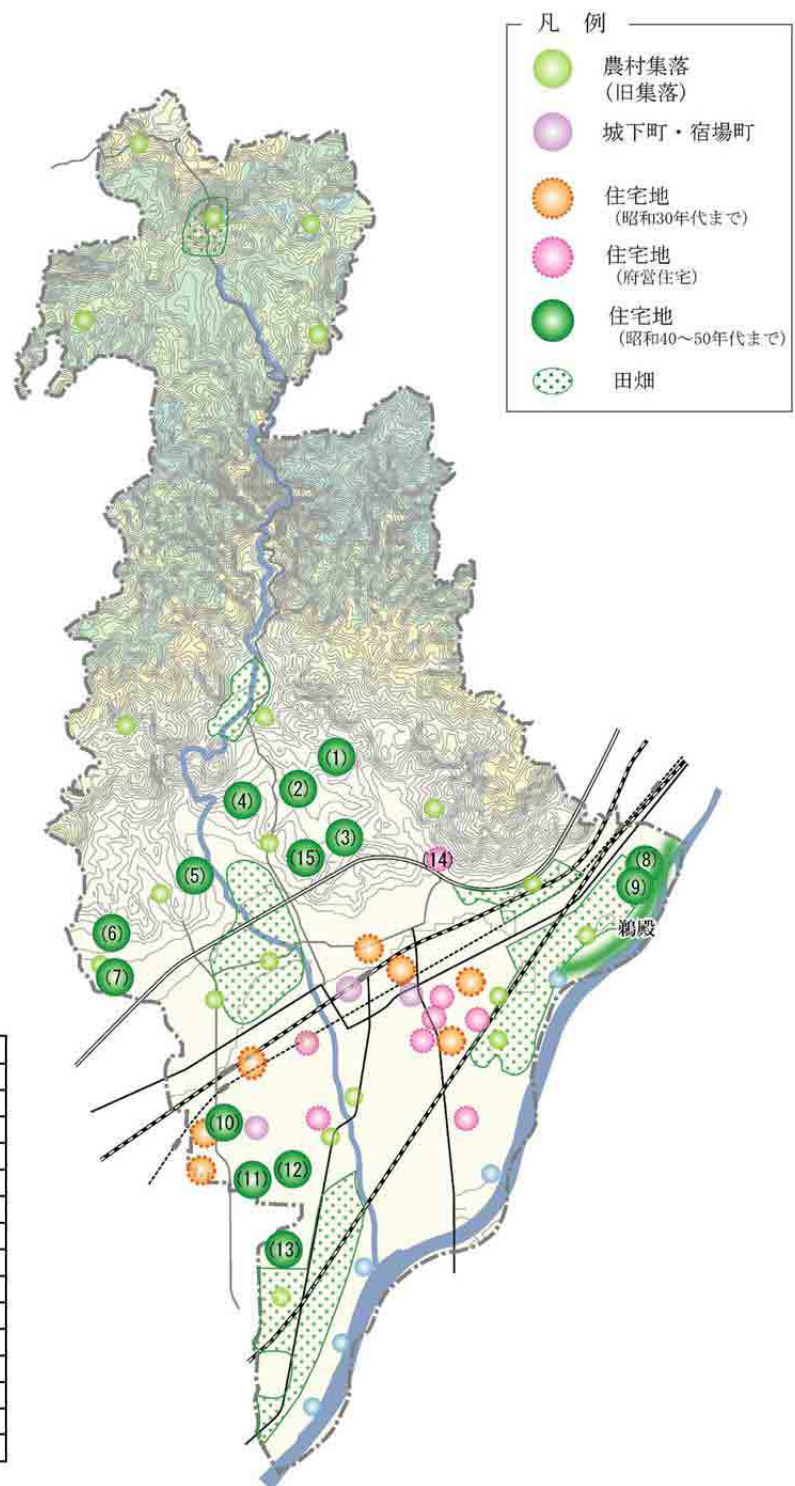 凡 例
農村集落
(旧集落)
城下町・宿場町
住宅地
(昭和30年代まで)
住宅地
(府営住宅)
住宅地
(昭和40～50年代まで)
田畑
(1)
(2)
(4)
(3)
(15)
(14)
(5)
(8)
(9)
鵜殿
(6)
(7)
(10)
(12)
(11)
(13)